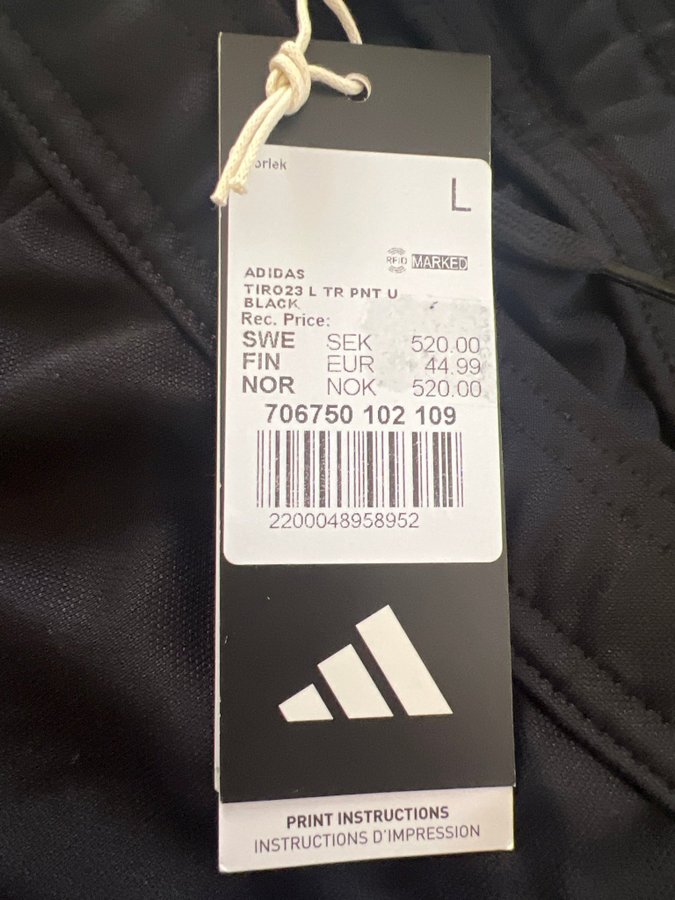 L
RFID MARKED
ADIDAS
TIRO23 L TR PNT U
BLACK
Rec. Price:
SWE SEK 520.00
FIN EUR 44.99
NOR NOK 520.00
706750 102 109
2200048958952
PRINT INSTRUCTIONS
INSTRUCTIONS D'IMPRESSION